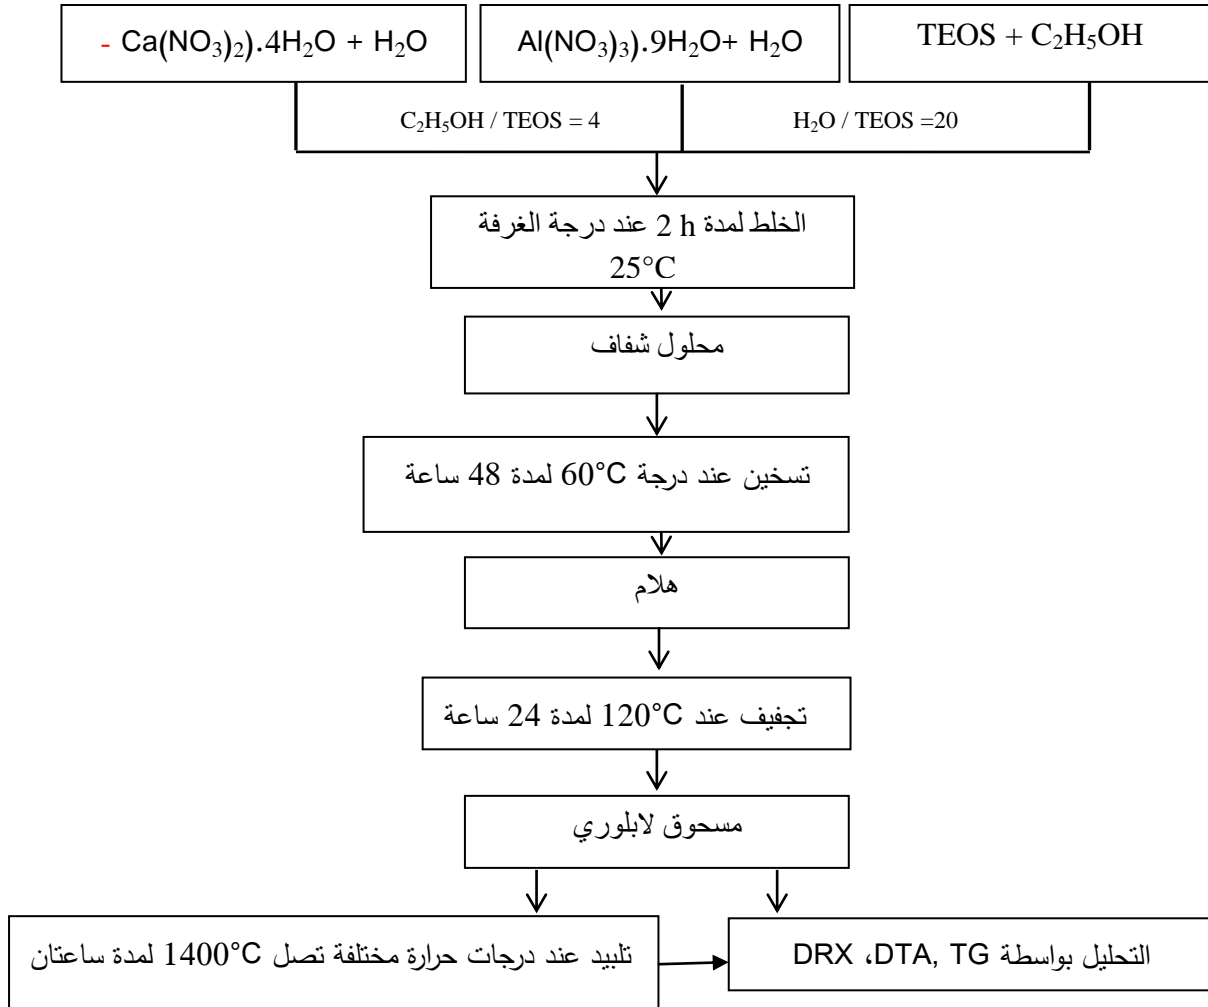 - Ca(NO₃)₂).4H₂O + H₂O
Al(NO₃)₃).9H₂O+ H₂O
TEOS + C₂H₅OH
C₂H₅OH / TEOS = 4
H₂O / TEOS =20
الخلط لمدة 2 h عند درجة الغرفة
25°C
محلول شفاف
تسخين عند درجة 60°C لمدة 48 ساعة
هلام
تجفيف عند 120°C لمدة 24 ساعة
مسحوق لابلوري
تلبيد عند درجات حرارة مختلفة تصل 1400°C لمدة ساعتان
التحليل بواسطة DRX ،DTA, TG